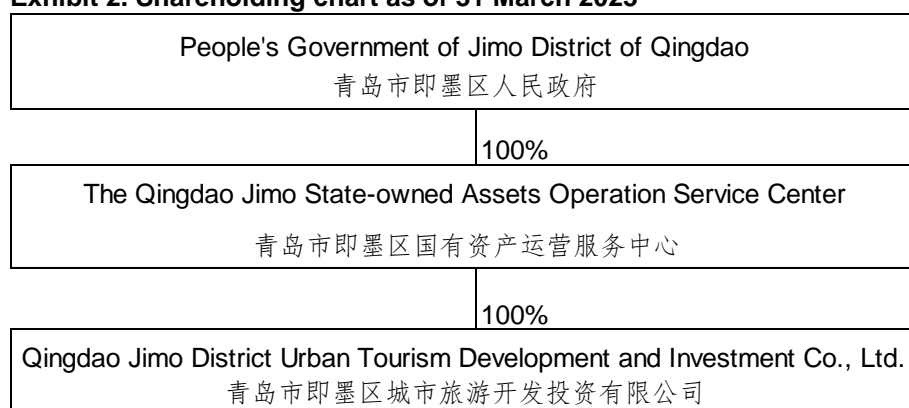 Exhibit 2. Shareholding chart as of 31 March 2025
People's Government of Jimo District of Qingdao
青岛市即墨区人民政府
100%
The Qingdao Jimo State-owned Assets Operation Service Center
青岛市即墨区国有资产运营服务中心
100%
Qingdao Jimo District Urban Tourism Development and Investment Co., Ltd.
青岛市即墨区城市旅游开发投资有限公司